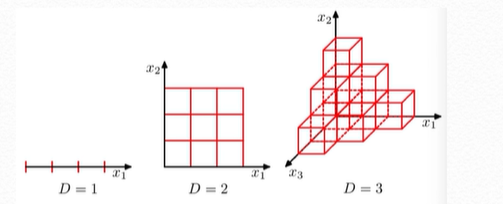 x₂
x₂
x₁
x₁
x₁
x₃
D = 1
D = 2
D = 3